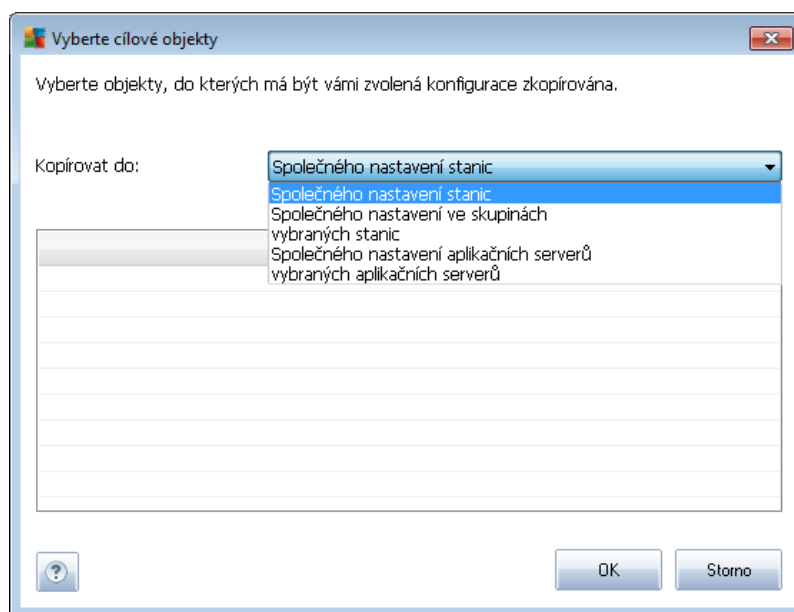 Vyberte cílové objekty
Vyberte objekty, do kterých má být vámi zvolená konfigurace zkopírována.
Kopírovat do:
Společného nastavení stanic
Společného nastavení stanic
Společného nastavení ve skupinách
vybraných stanic
Společného nastavení aplikačních serverů
vybraných aplikačních serverů
?
OK
Storno